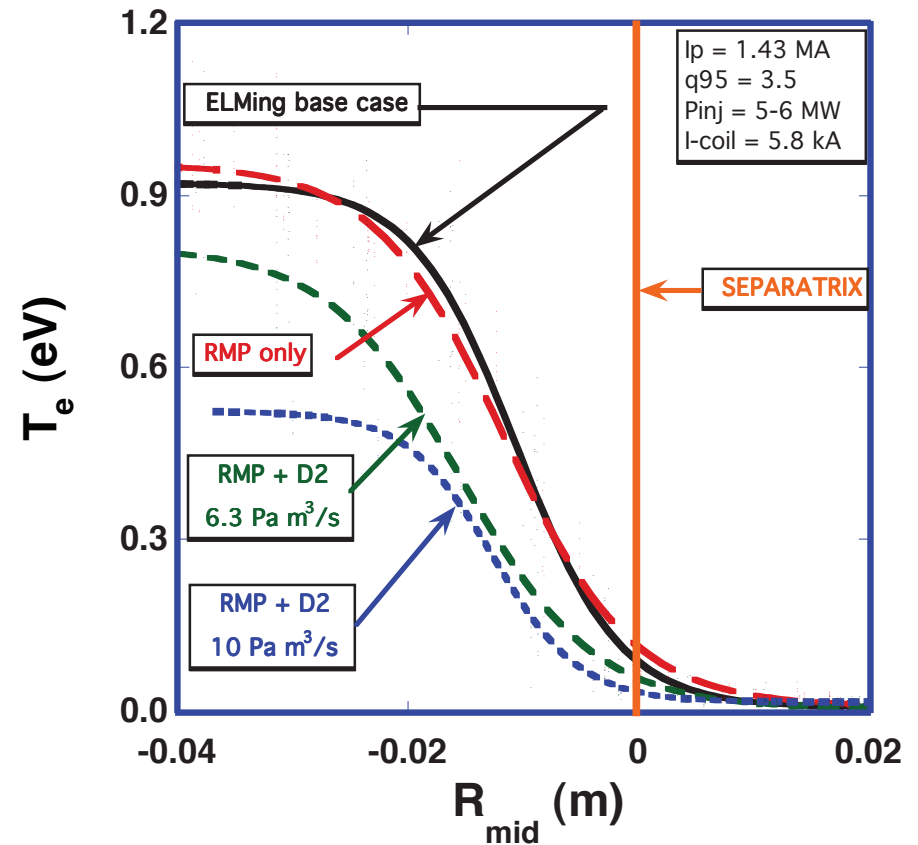 1.2
0.9
0.6
0.3
0.0
T_e (eV)
ELMing base case
Ip = 1.43 MA
q95 = 3.5
Pinj = 5-6 MW
I-coil = 5.8 kA
SEPARATRIX
RMP only
RMP + D2
6.3 Pa m³/s
RMP + D2
10 Pa m³/s
-0.04 -0.02 0 0.02
R_mid (m)